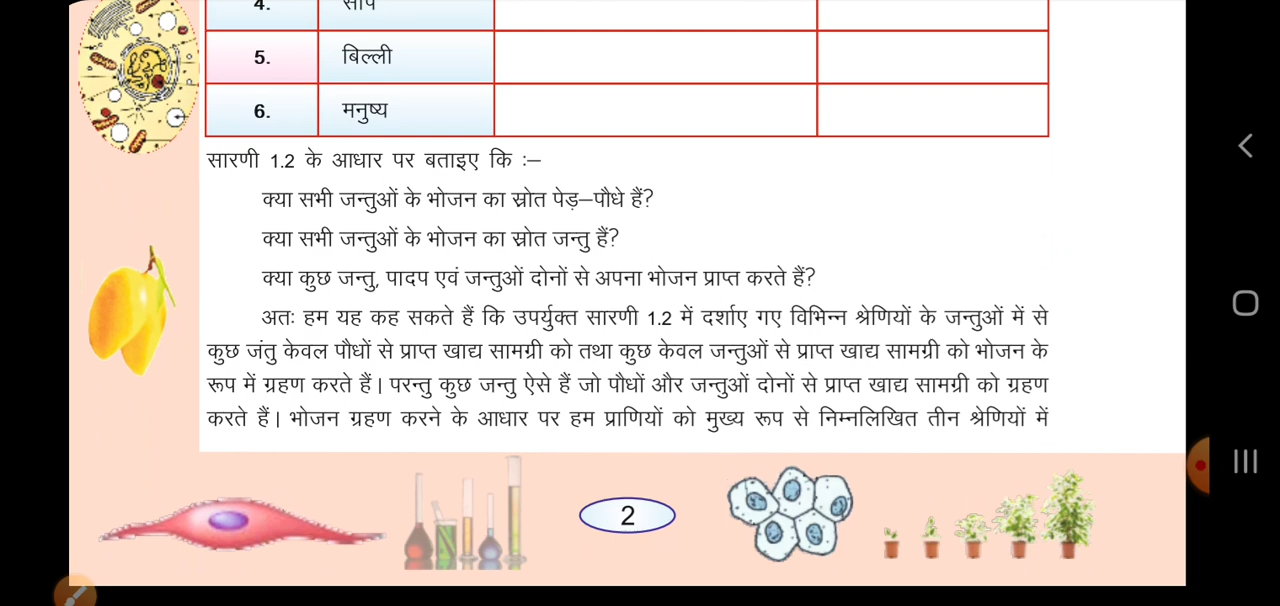 4. साँप
5. बिल्ली
6. मनुष्य
सारणी 1.2 के आधार पर बताइए कि :–
क्या सभी जन्तुओं के भोजन का स्रोत पेड़–पौधे हैं?
क्या सभी जन्तुओं के भोजन का स्रोत जन्तु हैं?
क्या कुछ जन्तु, पादप एवं जन्तुओं दोनों से अपना भोजन प्राप्त करते हैं?
अतः हम यह कह सकते हैं कि उपर्युक्त सारणी 1.2 में दर्शाए गए विभिन्न श्रेणियों के जन्तुओं में से
कुछ जंतु केवल पौधों से प्राप्त खाद्य सामग्री को तथा कुछ केवल जन्तुओं से प्राप्त खाद्य सामग्री को भोजन के
रूप में ग्रहण करते हैं। परन्तु कुछ जन्तु ऐसे हैं जो पौधों और जन्तुओं दोनों से प्राप्त खाद्य सामग्री को ग्रहण
करते हैं। भोजन ग्रहण करने के आधार पर हम प्राणियों को मुख्य रूप से निम्नलिखित तीन श्रेणियों में
2